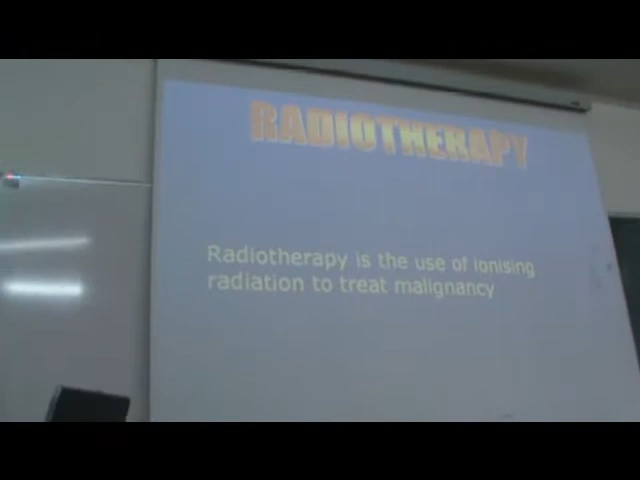 RADIOTHERAPY
Radiotherapy is the use of ionising
radiation to treat malignancy